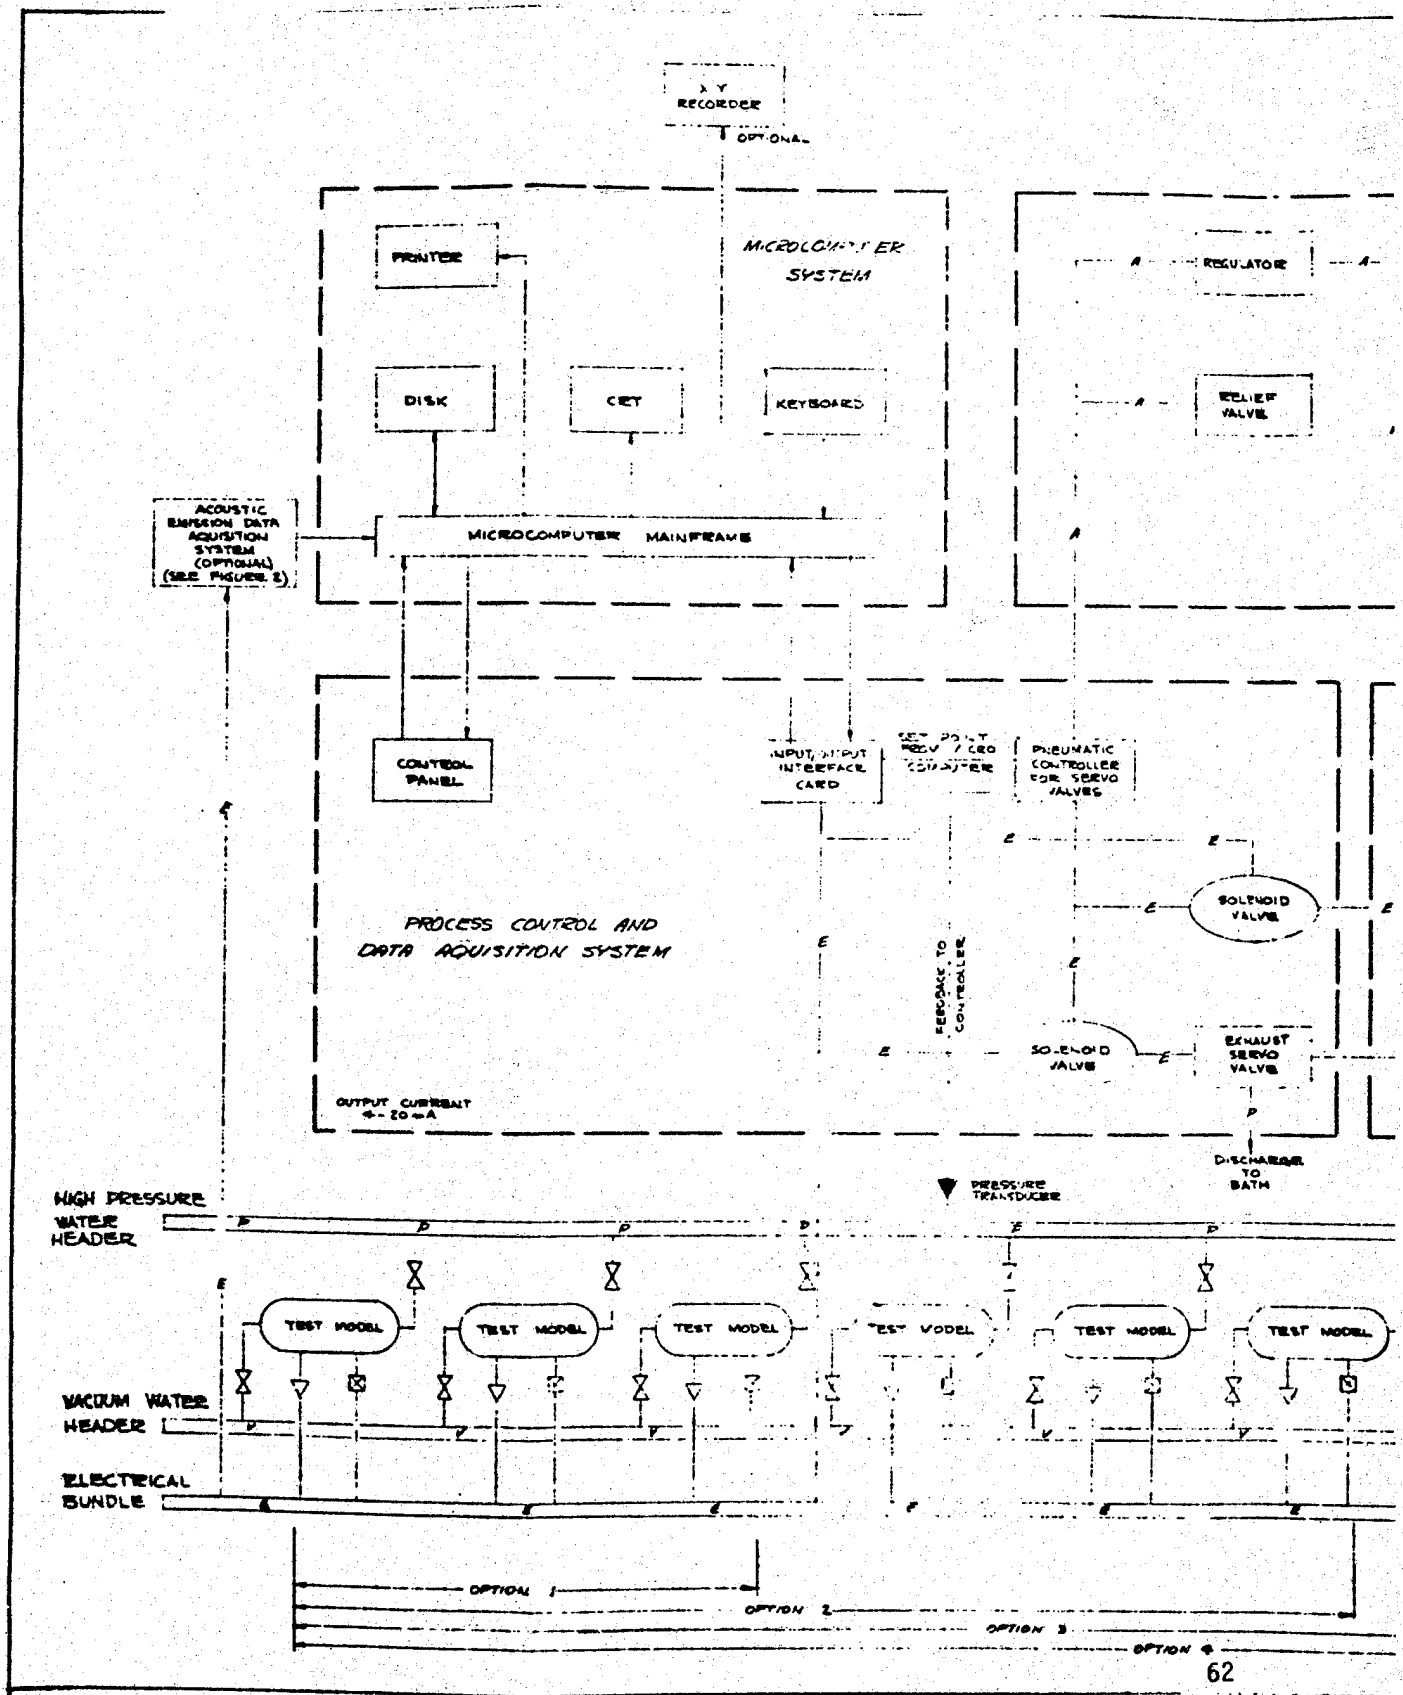 X Y
RECORDER
OPTIONAL
PRINTER
SYSTEM
A
REGULATOR
A
DISK
CRT
KEYBOARD
A
RELIEF
VALVE
ACOUSTIC
EMISSION DATA
AQUISITION
SYSTEM
(OPTIONAL)
(SEE FIGURE 2)
MICROCOMPUTER MAINFRAME
A
CONTROL
PANEL
INTERFACE
CARD
SET POINT
COMPUTER
PNEUMATIC
CONTROLLER
FOR SERVO
VALVES
E
E
E
SOLENOID
VALVE
E
E
PROCESS CONTROL AND
DATA AQUISITION SYSTEM
E
FEEDBACK TO
CONTROLLER
E
E
SOLENOID
VALVE
E
EXHAUST
SERVO
VALVE
OUTPUT CURRENT
4-20 mA
P
DISCHARGE
TO
BATH
PRESSURE
TRANSDUCER
HIGH PRESSURE
WATER
HEADER
P
P
P
P
P
E
TEST MODEL
TEST MODEL
TEST MODEL
TEST MODEL
TEST MODEL
TEST MODEL
VACUUM WATER
HEADER
V
V
V
V
V
ELECTRICAL
BUNDLE
E
E
E
E
E
E
OPTION 1
OPTION 2
OPTION 3
OPTION 4
62